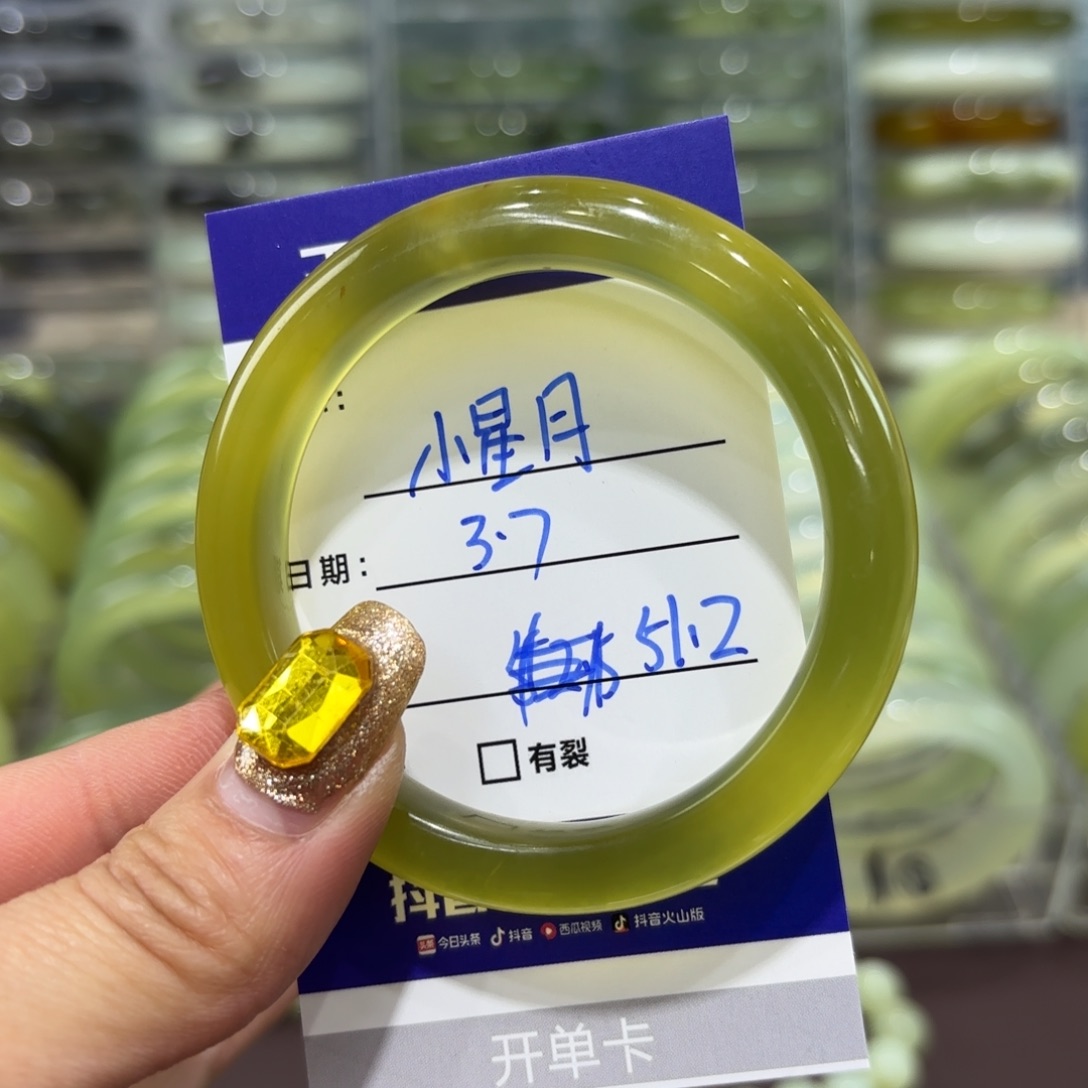 小星月
日期:
3.7
51.2
有裂
今日头条 抖音 西瓜视频 抖音火山版
开单卡